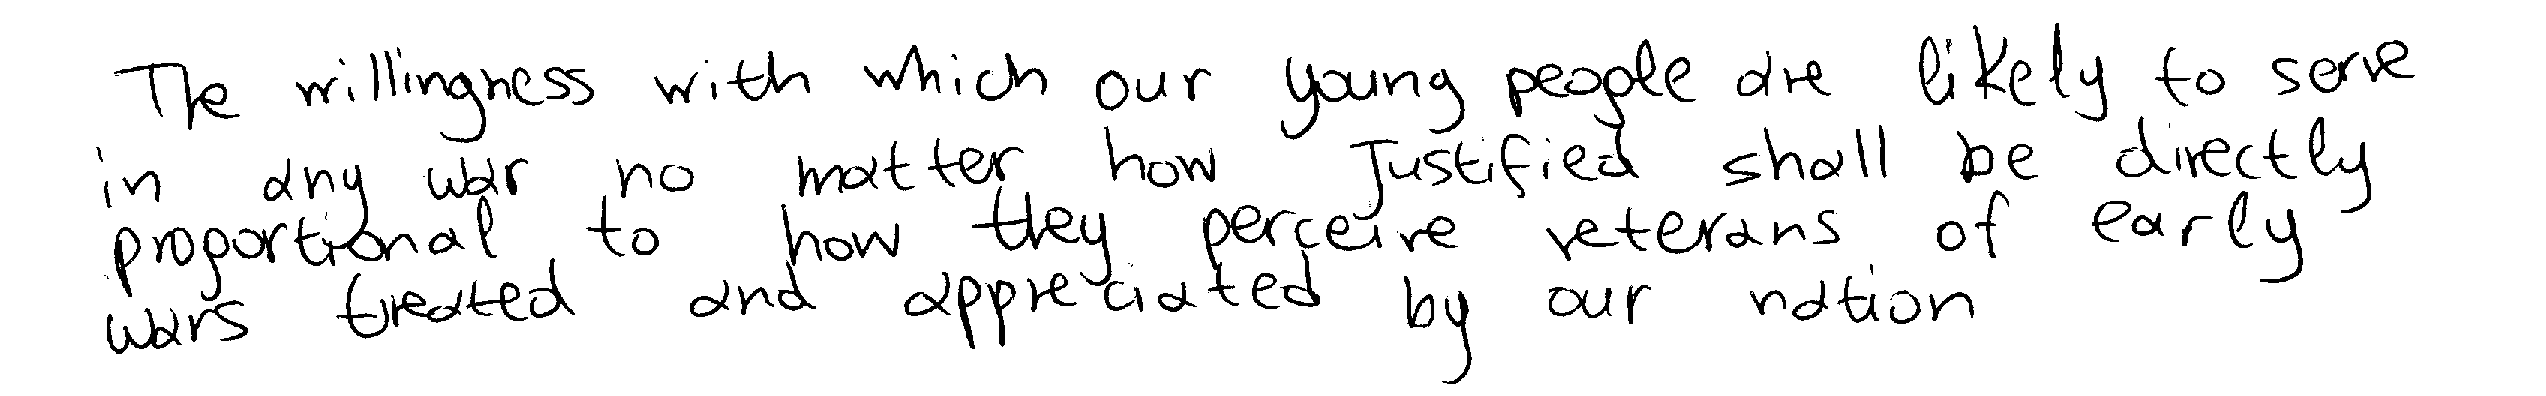 The willingness with which our young people are likely to serve
in any war no matter how Justified shall be directly
proportional to how they perceive veterans of early
wars treated and appreciated by our nation